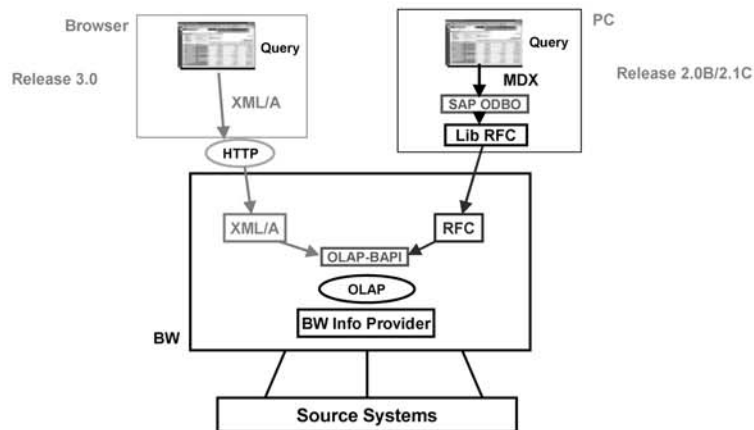 Browser
Query
Release 3.0
XML/A
HTTP
PC
Query
Release 2.0B/2.1C
MDX
SAP ODBO
Lib RFC
XML/A
RFC
OLAP-BAPI
OLAP
BW Info Provider
BW
Source Systems